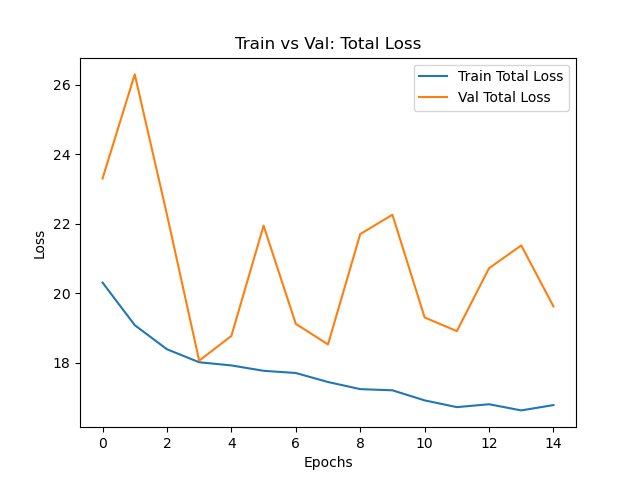 Train vs Val: Total Loss
Train Total Loss
Val Total Loss
Loss
26
24
22
20
18
0 2 4 6 8 10 12 14
Epochs